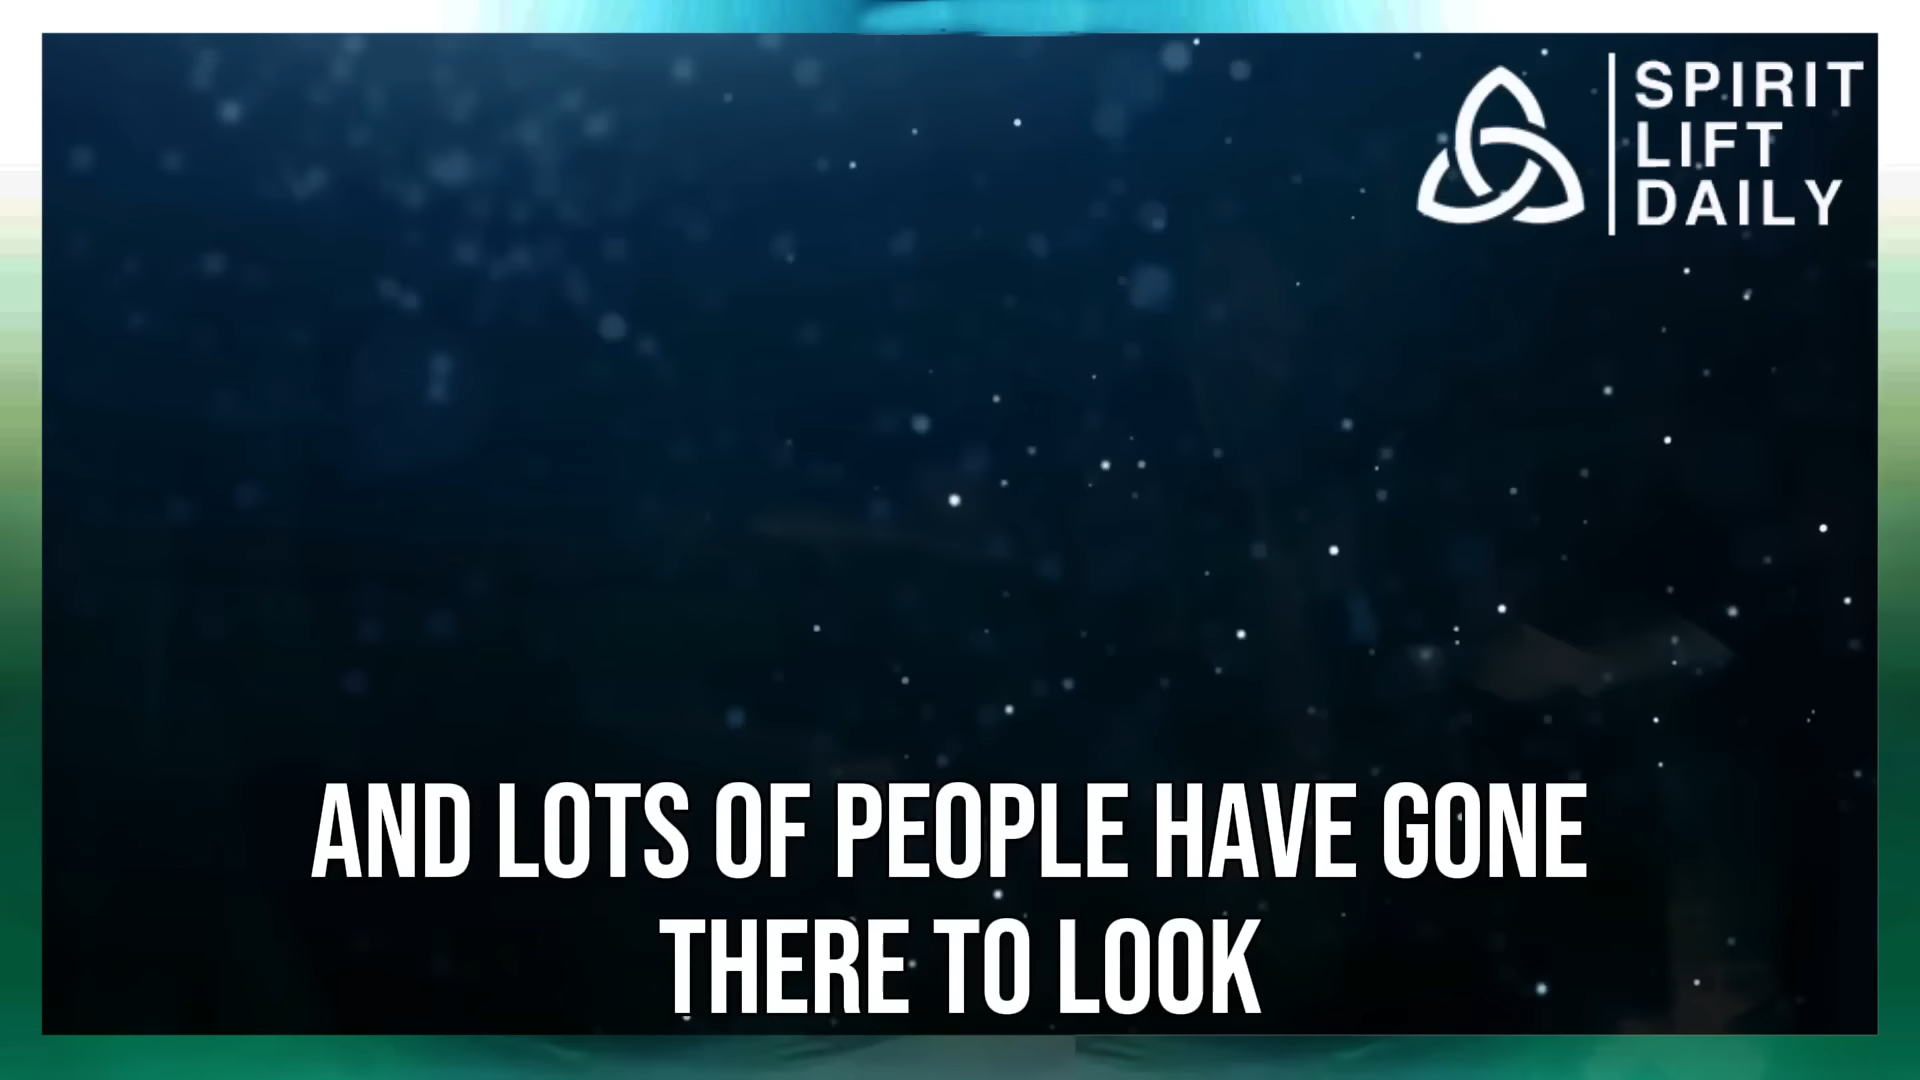 SPIRIT
LIFT
DAILY
AND LOTS OF PEOPLE HAVE GONE
THERE TO LOOK